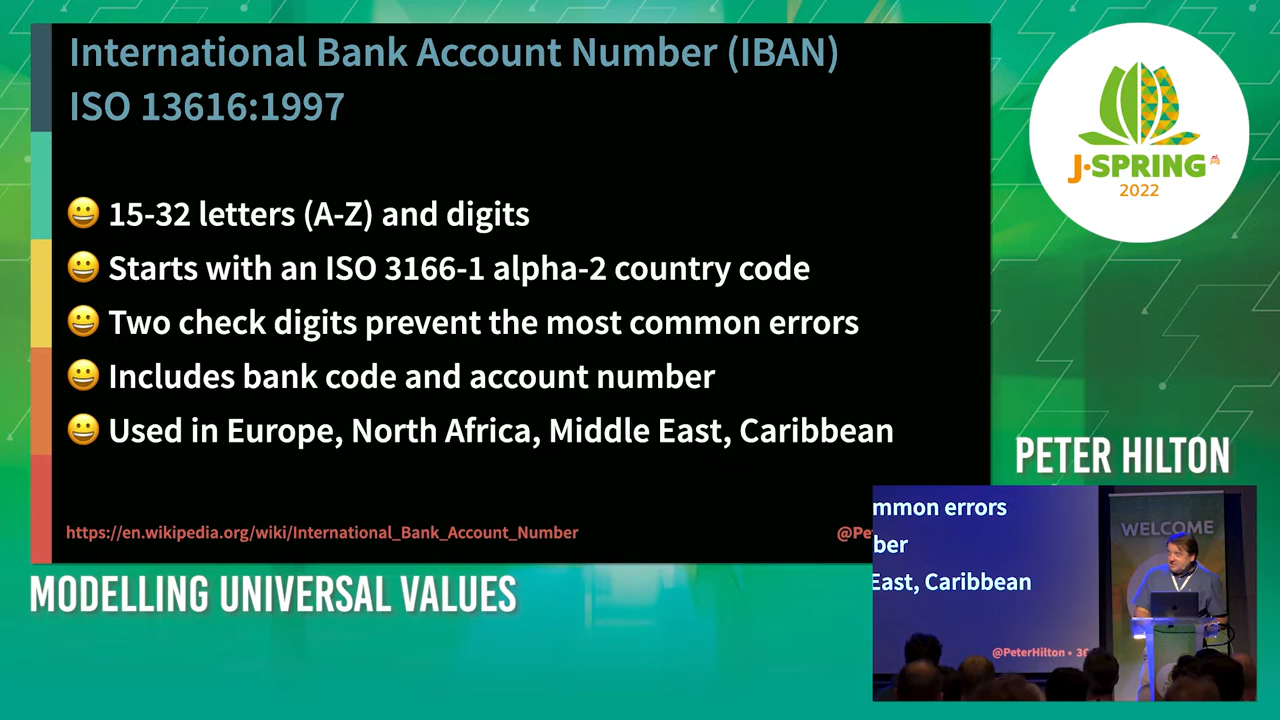 International Bank Account Number (IBAN)
ISO 13616:1997
😀 15-32 letters (A-Z) and digits
😀 Starts with an ISO 3166-1 alpha-2 country code
😀 Two check digits prevent the most common errors
😀 Includes bank code and account number
😀 Used in Europe, North Africa, Middle East, Caribbean
https://en.wikipedia.org/wiki/International_Bank_Account_Number
@Pe
J·SPRING
2022
PETER HILTON
mmon errors
ber
East, Caribbean
@PeterHilton • 30
WELCOME
MODELLING UNIVERSAL VALUES